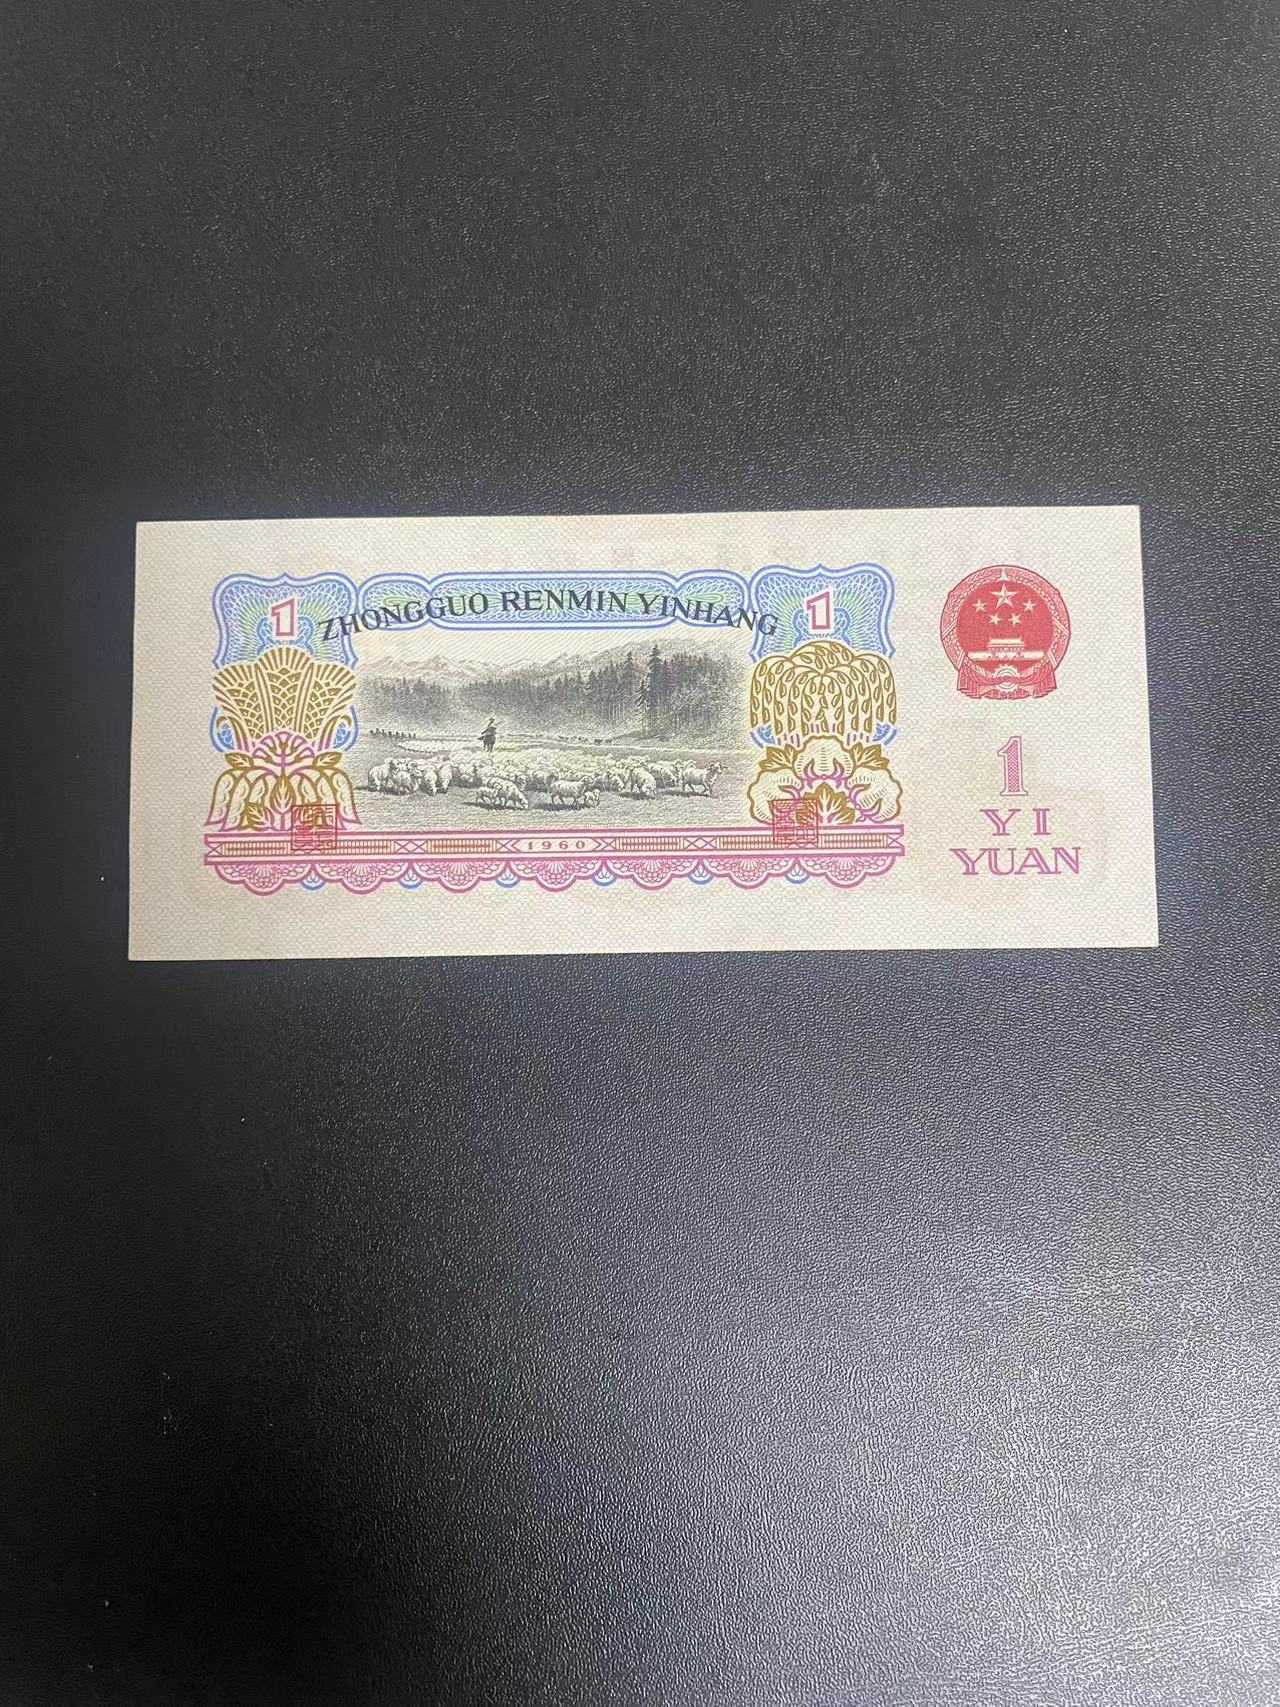 1
ZHONGGUO RENMIN YINHANG
1
1960
1
YI
YUAN